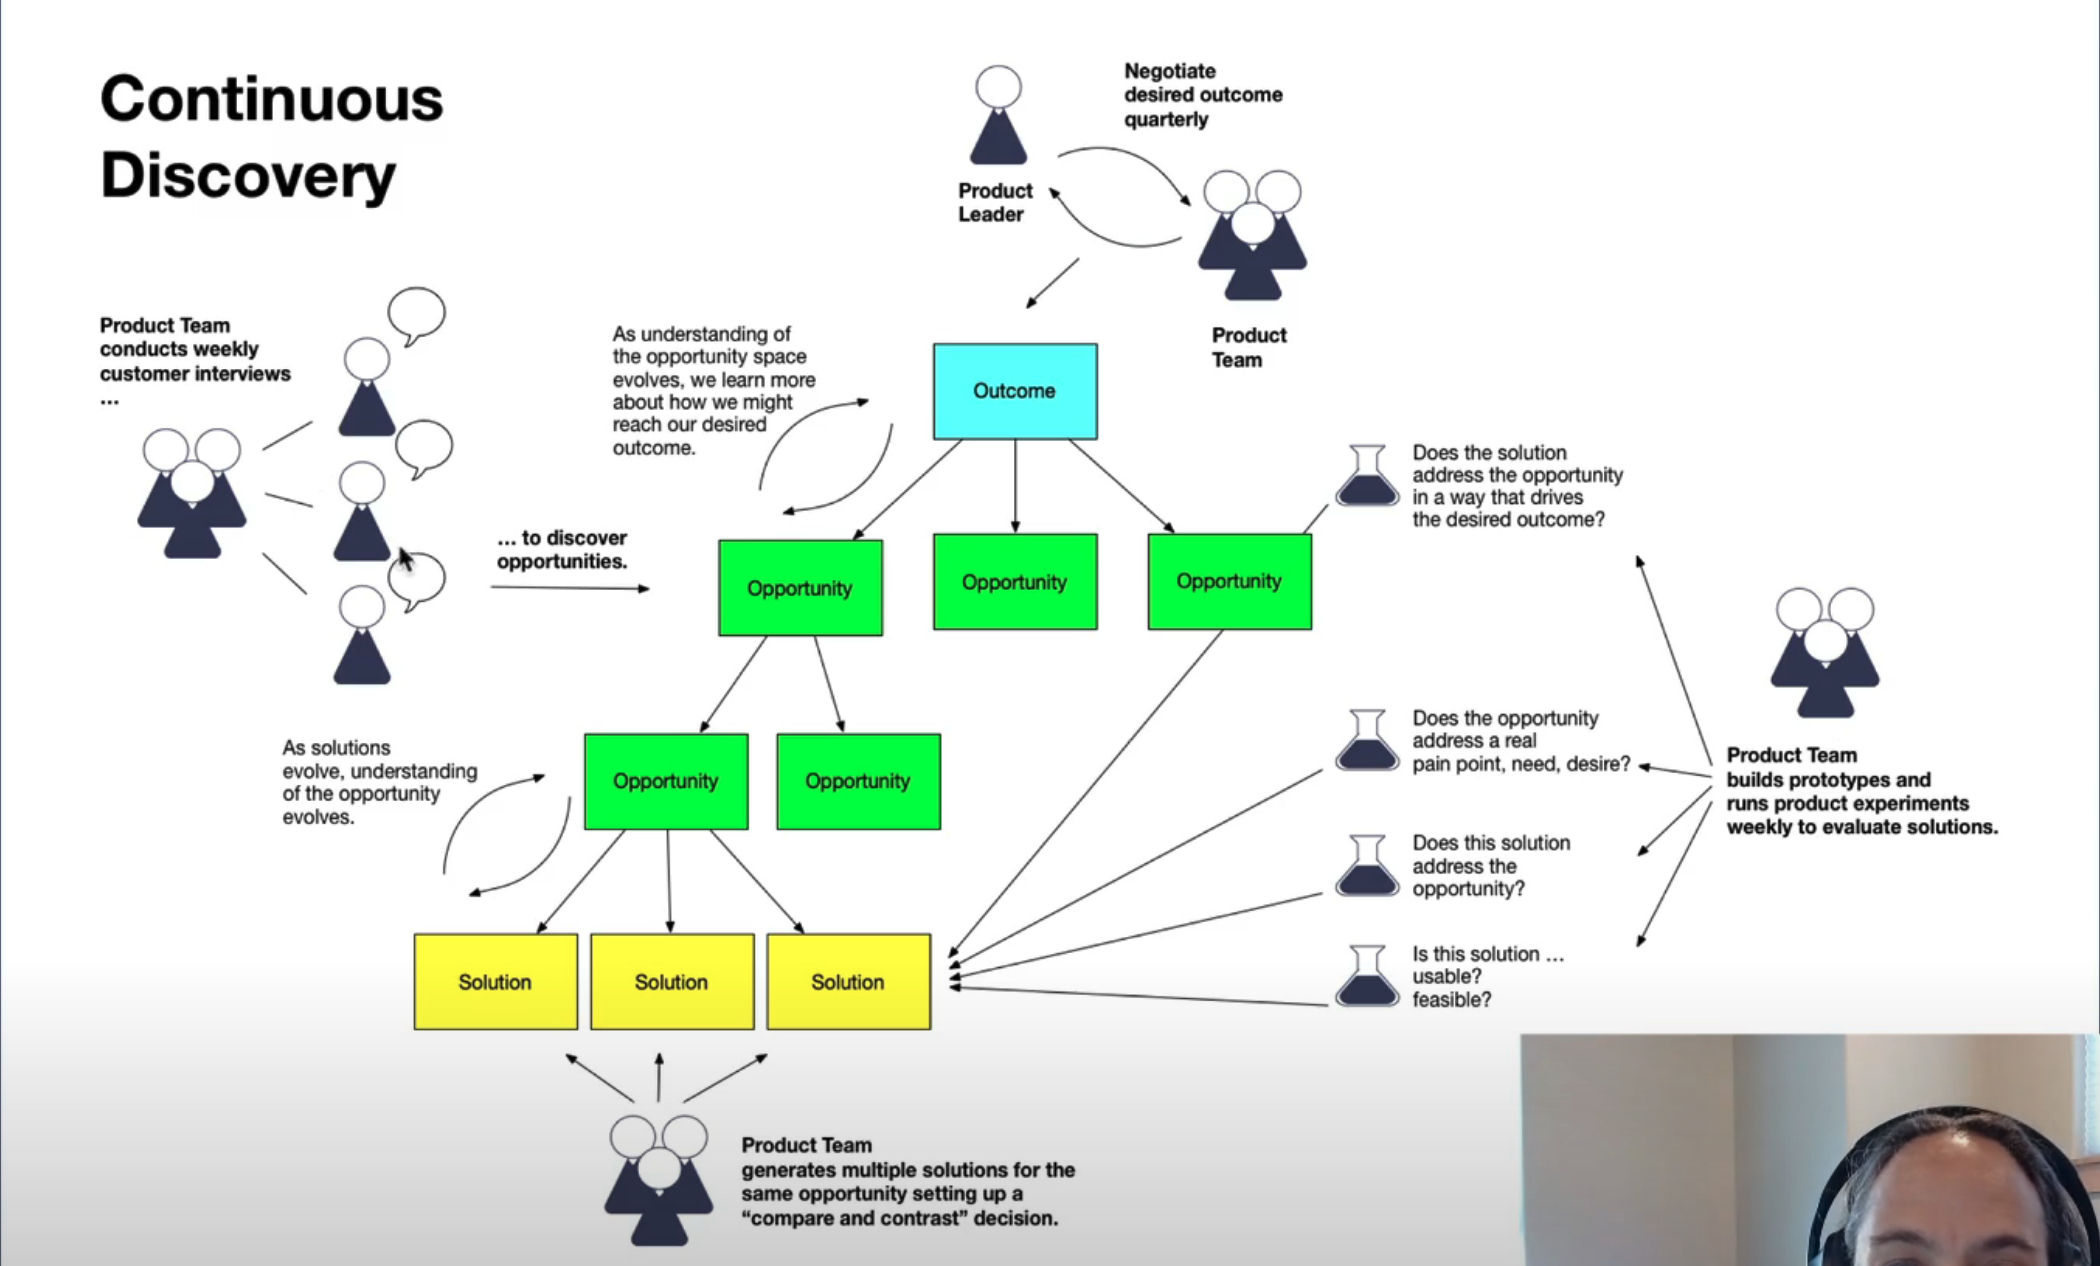 Continuous
Discovery
Negotiate
desired outcome
quarterly
Product
Leader
Product
Team
Product Team
conducts weekly
customer interviews
...
As understanding of
the opportunity space
evolves, we learn more
about how we might
reach our desired
outcome.
Outcome
... to discover
opportunities.
Opportunity
Opportunity
Opportunity
Does the solution
address the opportunity
in a way that drives
the desired outcome?
As solutions
evolve, understanding
of the opportunity
evolves.
Opportunity
Opportunity
Does the opportunity
address a real
pain point, need, desire?
Product Team
builds prototypes and
runs product experiments
weekly to evaluate solutions.
Does this solution
address the
opportunity?
Solution
Solution
Solution
Is this solution ...
usable?
feasible?
Product Team
generates multiple solutions for the
same opportunity setting up a
“compare and contrast” decision.